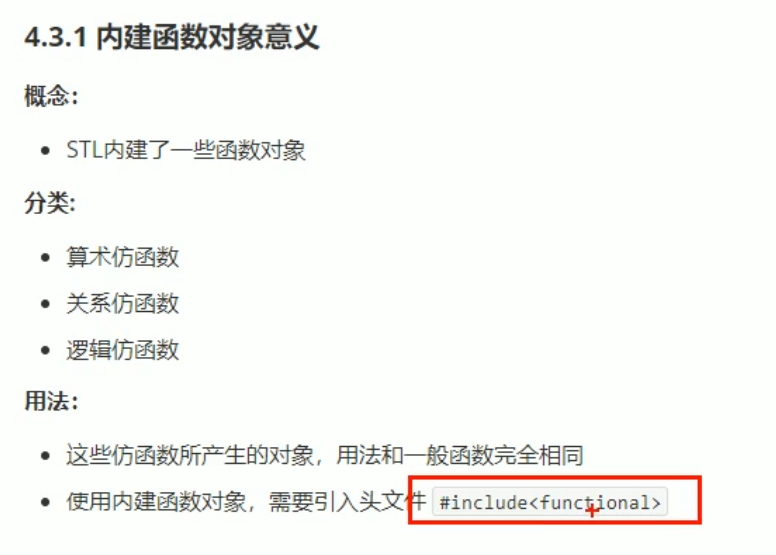 4.3.1 内建函数对象意义
概念：
STL内建了一些函数对象
分类:
算术仿函数
关系仿函数
逻辑仿函数
用法：
这些仿函数所产生的对象，用法和一般函数完全相同
使用内建函数对象，需要引入头文件 #include<functional>